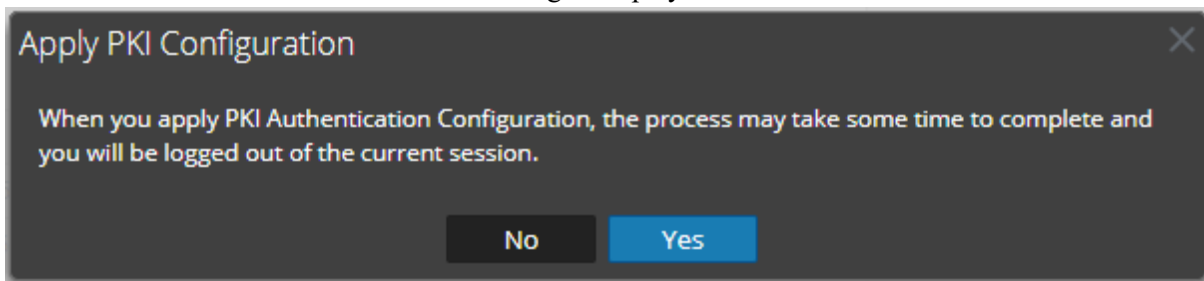 Apply PKI Configuration
When you apply PKI Authentication Configuration, the process may take some time to complete and
you will be logged out of the current session.
No Yes